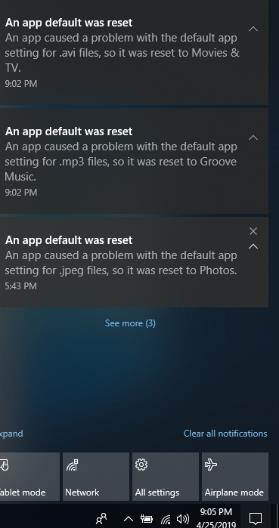 An app default was reset
An app caused a problem with the default app
setting for .avi files, so it was reset to Movies &
TV.
9:02 PM
An app default was reset
An app caused a problem with the default app
setting for .mp3 files, so it was reset to Groove
Music.
9:02 PM
An app default was reset
An app caused a problem with the default app
setting for .jpeg files, so it was reset to Photos.
5:43 PM
See more (3)
xpand Clear all notifications
ablet mode Network All settings Airplane mode
9:05 PM
4/25/2019